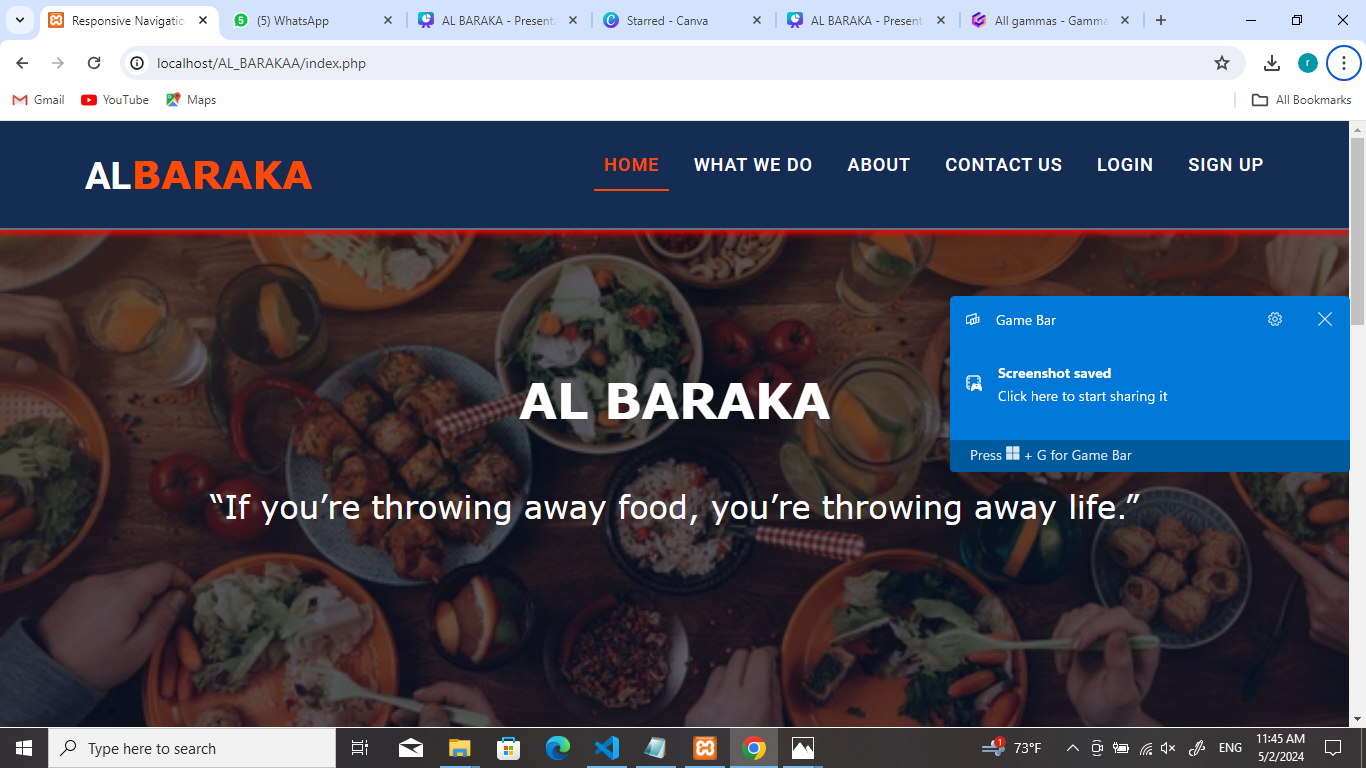 Responsive Navigatio
(5) WhatsApp
AL BARAKA - Present
Starred - Canva
AL BARAKA - Present
All gammas - Gamma
localhost/AL_BARAKAA/index.php
r
Gmail
YouTube
Maps
All Bookmarks
ALBARAKA
HOME
WHAT WE DO
ABOUT
CONTACT US
LOGIN
SIGN UP
Game Bar
Screenshot saved
Click here to start sharing it
Press + G for Game Bar
AL BARAKA
“If you’re throwing away food, you’re throwing away life.”
Type here to search
1
73°F
ENG
11:45 AM
5/2/2024